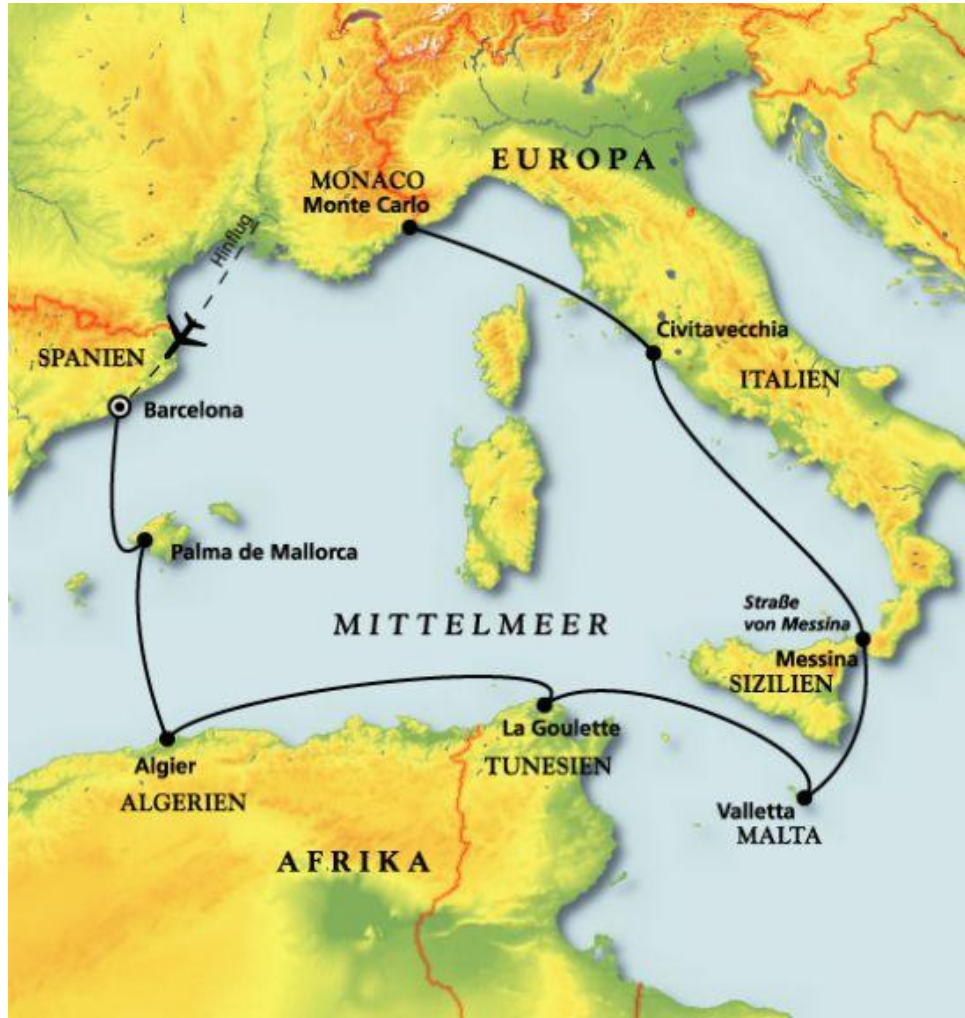 EUROPA
MONACO
Monte Carlo
Hinflug
Civitavecchia
SPANIEN
ITALIEN
Barcelona
Palma de Mallorca
Straße
von Messina
MITTELMEER
Messina
SIZILIEN
La Goulette
Algier
TUNESIEN
ALGERIEN
Valletta
MALTA
AFRIKA